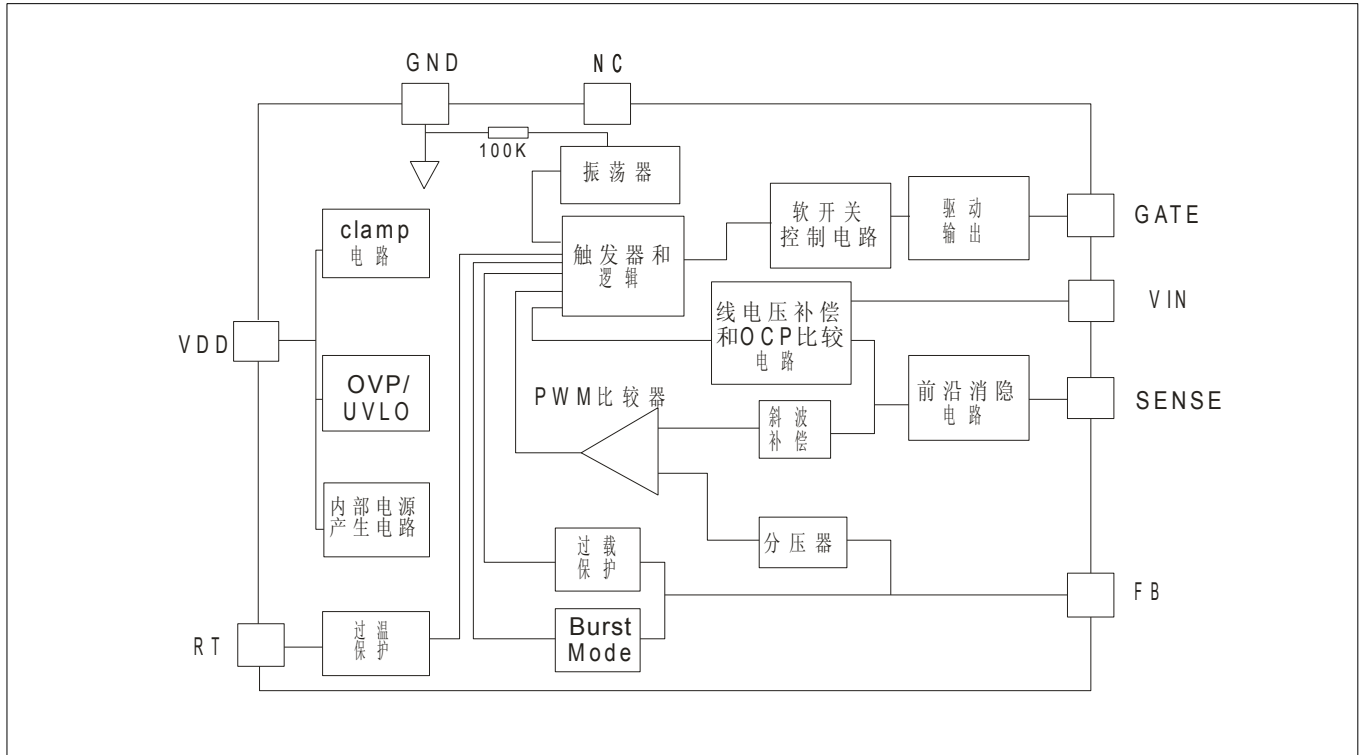 GND
NC
100K
振荡器
clamp
电路
触发器和
逻辑
软开关
控制电路
驱动
输出
GATE
VIN
线电压补偿
和OCP比较
电路
VDD
OVP/
UVLO
PWM比较器
斜波
补偿
前沿消隐
电路
SENSE
内部电源
产生电路
分压器
过载
保护
FB
Burst
Mode
RT
过温
保护